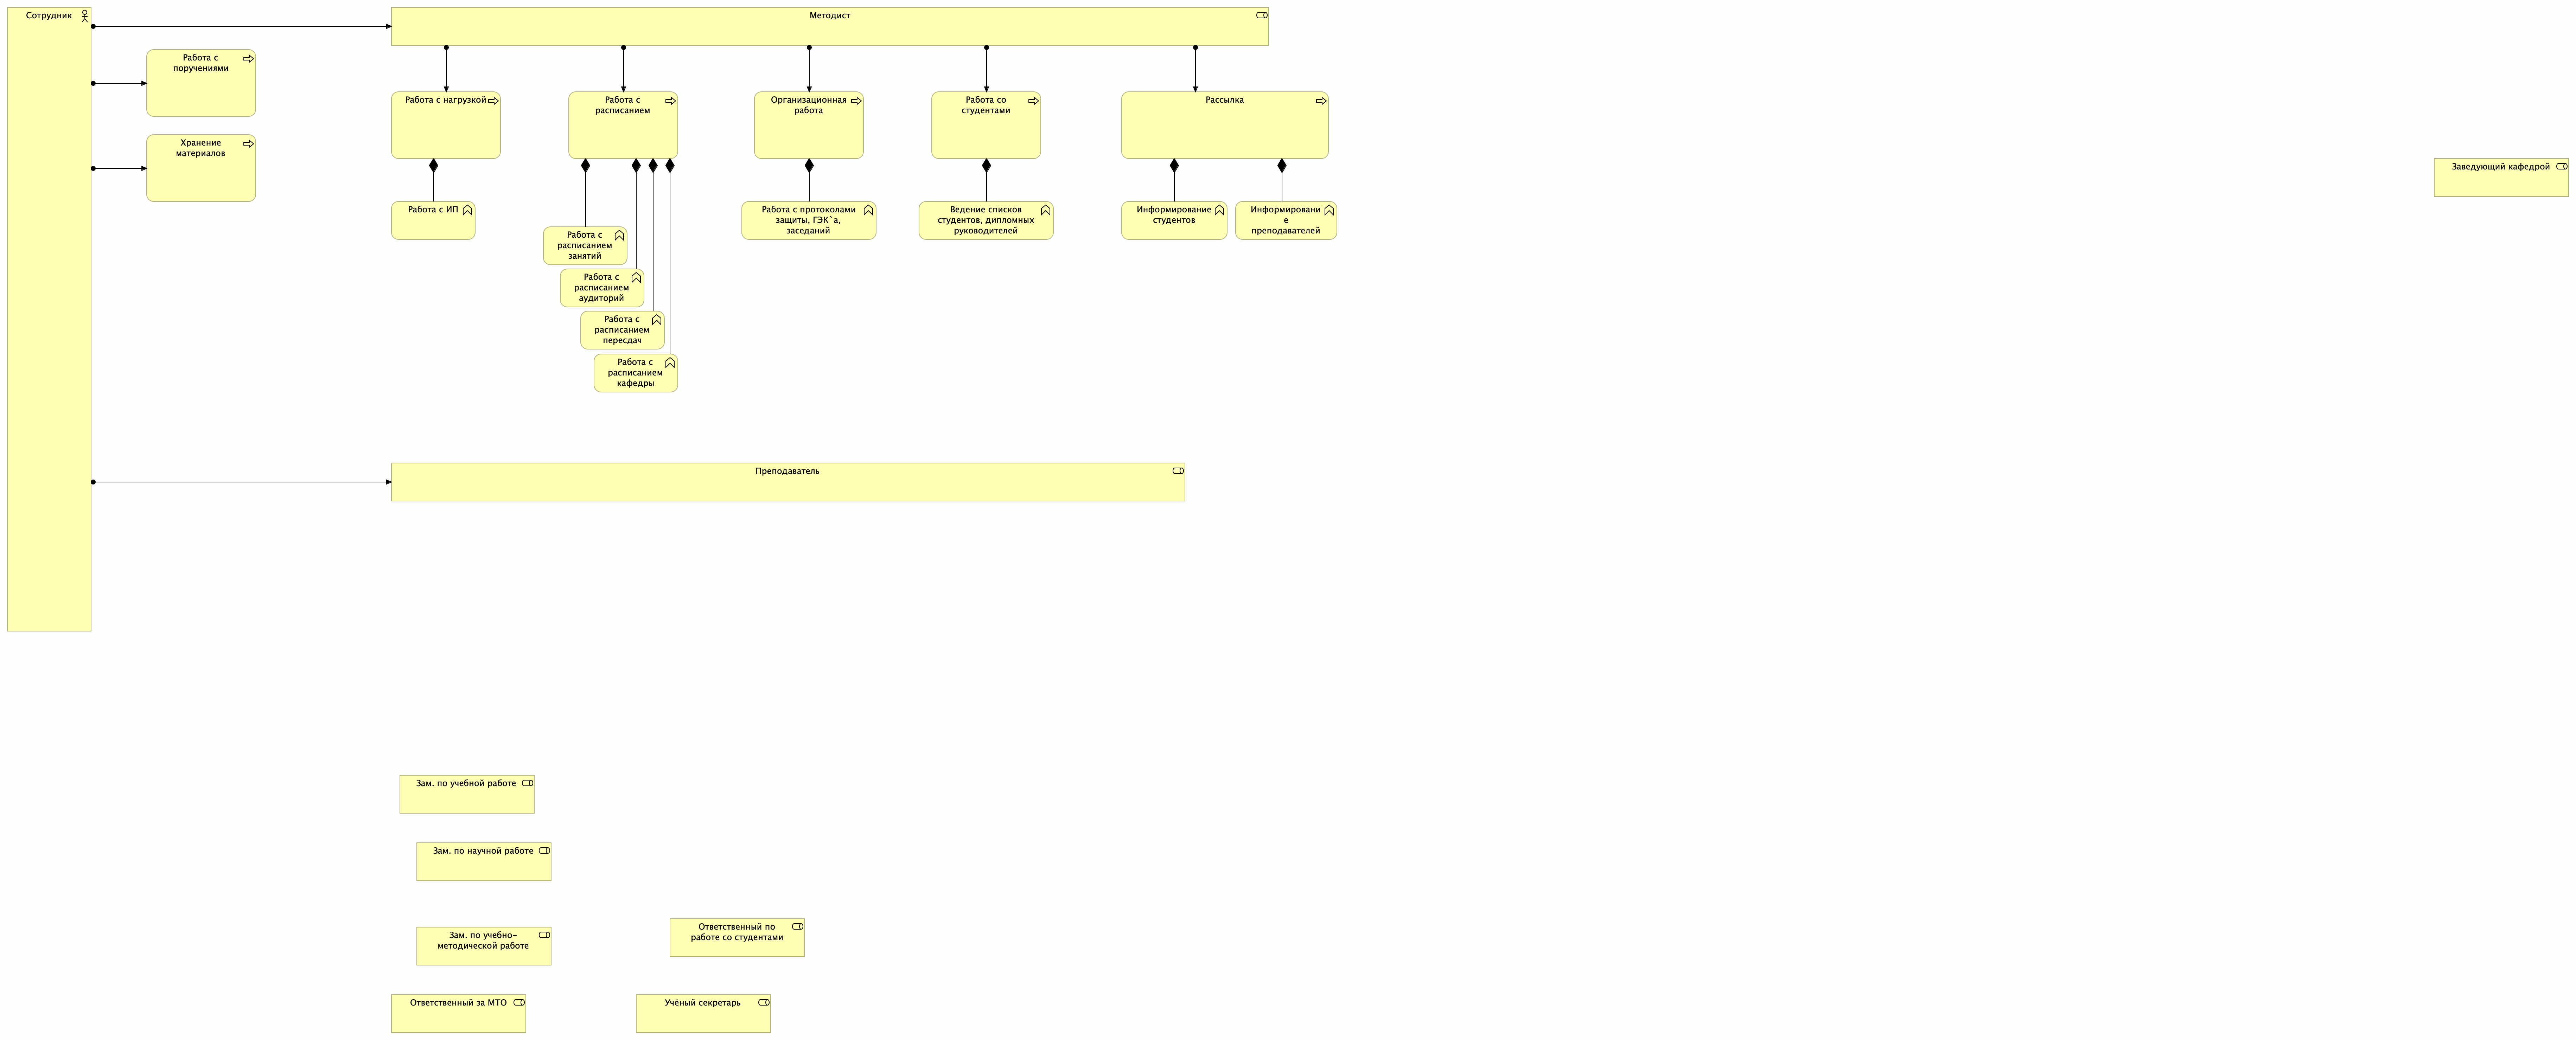 Сотрудник
Методист
Работа с
поручениями
Хранение
материалов
Работа с нагрузкой
Работа с
расписанием
Организационная
работа
Работа со
студентами
Рассылка
Заведующий кафедрой
Работа с ИП
Работа с
расписанием
занятий
Работа с
расписанием
аудиторий
Работа с
расписанием
пересдач
Работа с
расписанием
кафедры
Работа с протоколами
защиты, ГЭК`а,
заседаний
Ведение списков
студентов, дипломных
руководителей
Информирование
студентов
Информировани
е
преподавателей
Преподаватель
Зам. по учебной работе
Зам. по научной работе
Зам. по учебно-
методической работе
Ответственный по
работе со студентами
Ответственный за МТО
Учёный секретарь